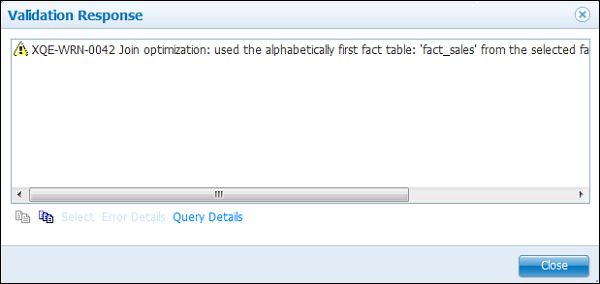 Validation Response
XQE-WRN-0042 Join optimization: used the alphabetically first fact table: 'fact_sales' from the selected fa
Select Error Details Query Details
Close